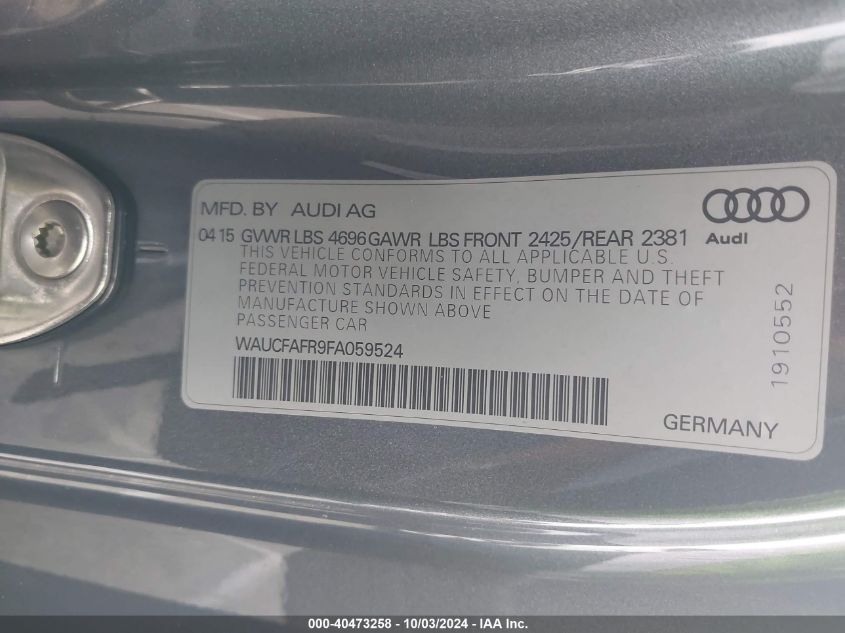 MFD. BY AUDI AG
Audi
04 15 GVWR LBS 4696 GAWR LBS FRONT 2425/REAR 2381
THIS VEHICLE CONFORMS TO ALL APPLICABLE U.S.
FEDERAL MOTOR VEHICLE SAFETY, BUMPER AND THEFT
PREVENTION STANDARDS IN EFFECT ON THE DATE OF
MANUFACTURE SHOWN ABOVE
PASSENGER CAR
WAUCFAFR9FA059524
1910552
GERMANY
000-40473258 - 10/03/2024 - IAA Inc.